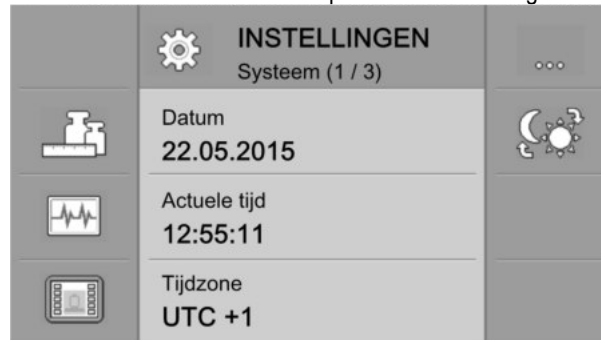 INSTELLINGEN
Systeem (1 / 3)
Datum
22.05.2015
Actuele tijd
12:55:11
Tijdzone
UTC +1